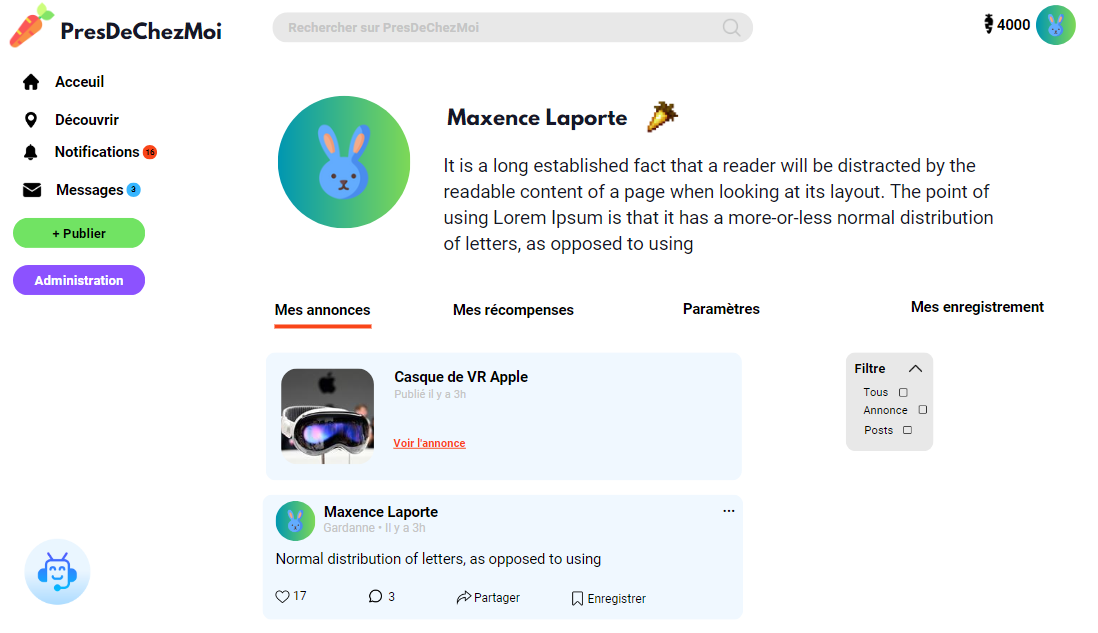 PresDeChezMoi
Rechercher sur PresDeChezMoi
4000
Acceuil
Découvrir
Notifications 16
Messages 3
+ Publier
Administration
Maxence Laporte
It is a long established fact that a reader will be distracted by the
readable content of a page when looking at its layout. The point of
using Lorem Ipsum is that it has a more-or-less normal distribution
of letters, as opposed to using
Mes annonces
Mes récompenses
Paramètres
Mes enregistrement
Casque de VR Apple
Publié il y a 3h
Voir l'annonce
Filtre
Tous
Annonce
Posts
Maxence Laporte
Gardanne • Il y a 3h
Normal distribution of letters, as opposed to using
17
3
Partager
Enregistrer